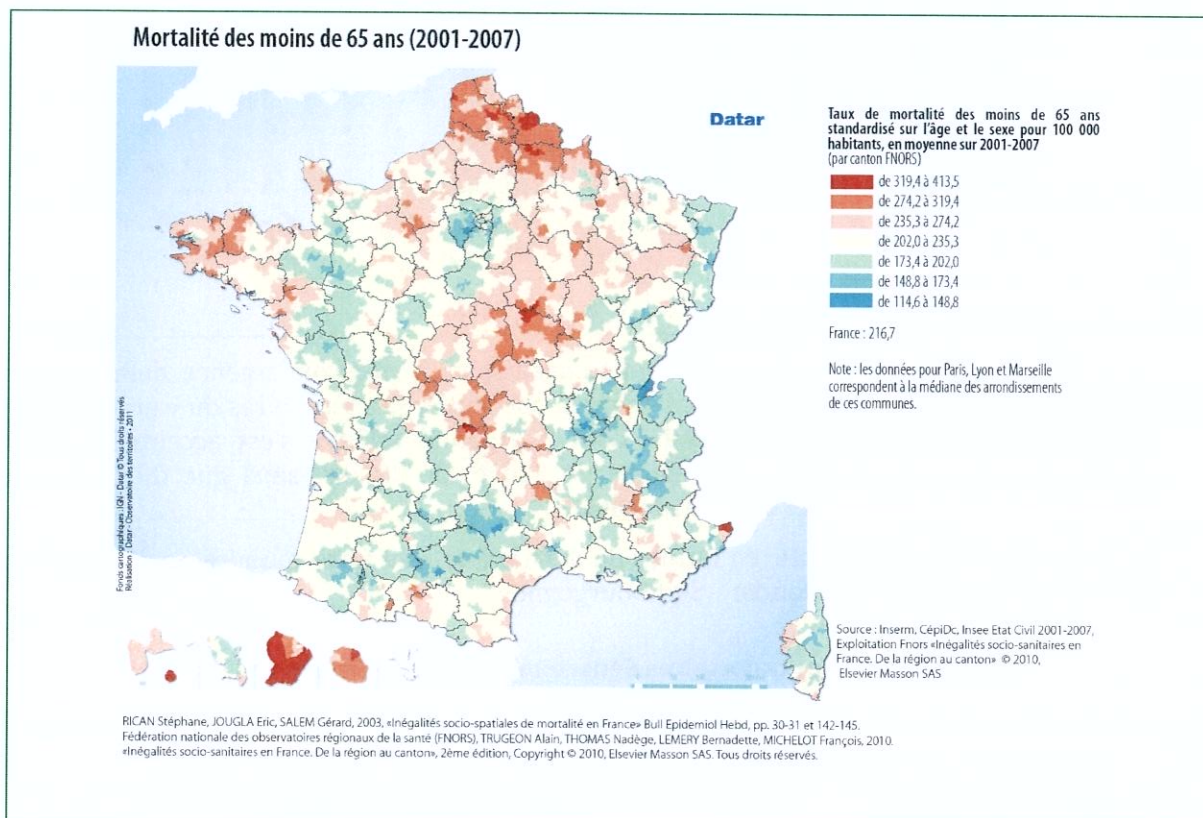 Mortalité des moins de 65 ans (2001-2007)
Datar
Taux de mortalité des moins de 65 ans
standardisé sur l'âge et le sexe pour 100 000
habitants, en moyenne sur 2001-2007
(par canton FNORS)
de 319,4 à 413,5
de 274,2 à 319,4
de 235,3 à 274,2
de 202,0 à 235,3
de 173,4 à 202,0
de 148,8 à 173,4
de 114,6 à 148,8
France : 216,7
Note : les données pour Paris, Lyon et Marseille
correspondent à la médiane des arrondissements
de ces communes.
Fonds cartographiques : IGN - Datar © Tous droits réservés
Réalisation : Datar - Observatoire des territoires • 2011
Source : Inserm, CépiDc, Insee Etat Civil 2001-2007,
Exploitation Fnors «Inégalités socio-sanitaires en
France. De la région au canton» © 2010,
Elsevier Masson SAS
RICAN Stéphane, JOUGLA Eric, SALEM Gérard, 2003, «Inégalités socio-spatiales de mortalité en France» Bull Epidemiol Hebd, pp. 30-31 et 142-145.
Fédération nationale des observatoires régionaux de la santé (FNORS), TRUGEON Alain, THOMAS Nadège, LEMERY Bernadette, MICHELOT François, 2010.
«Inégalités socio-sanitaires en France. De la région au canton», 2ème édition, Copyright © 2010, Elsevier Masson SAS. Tous droits réservés.